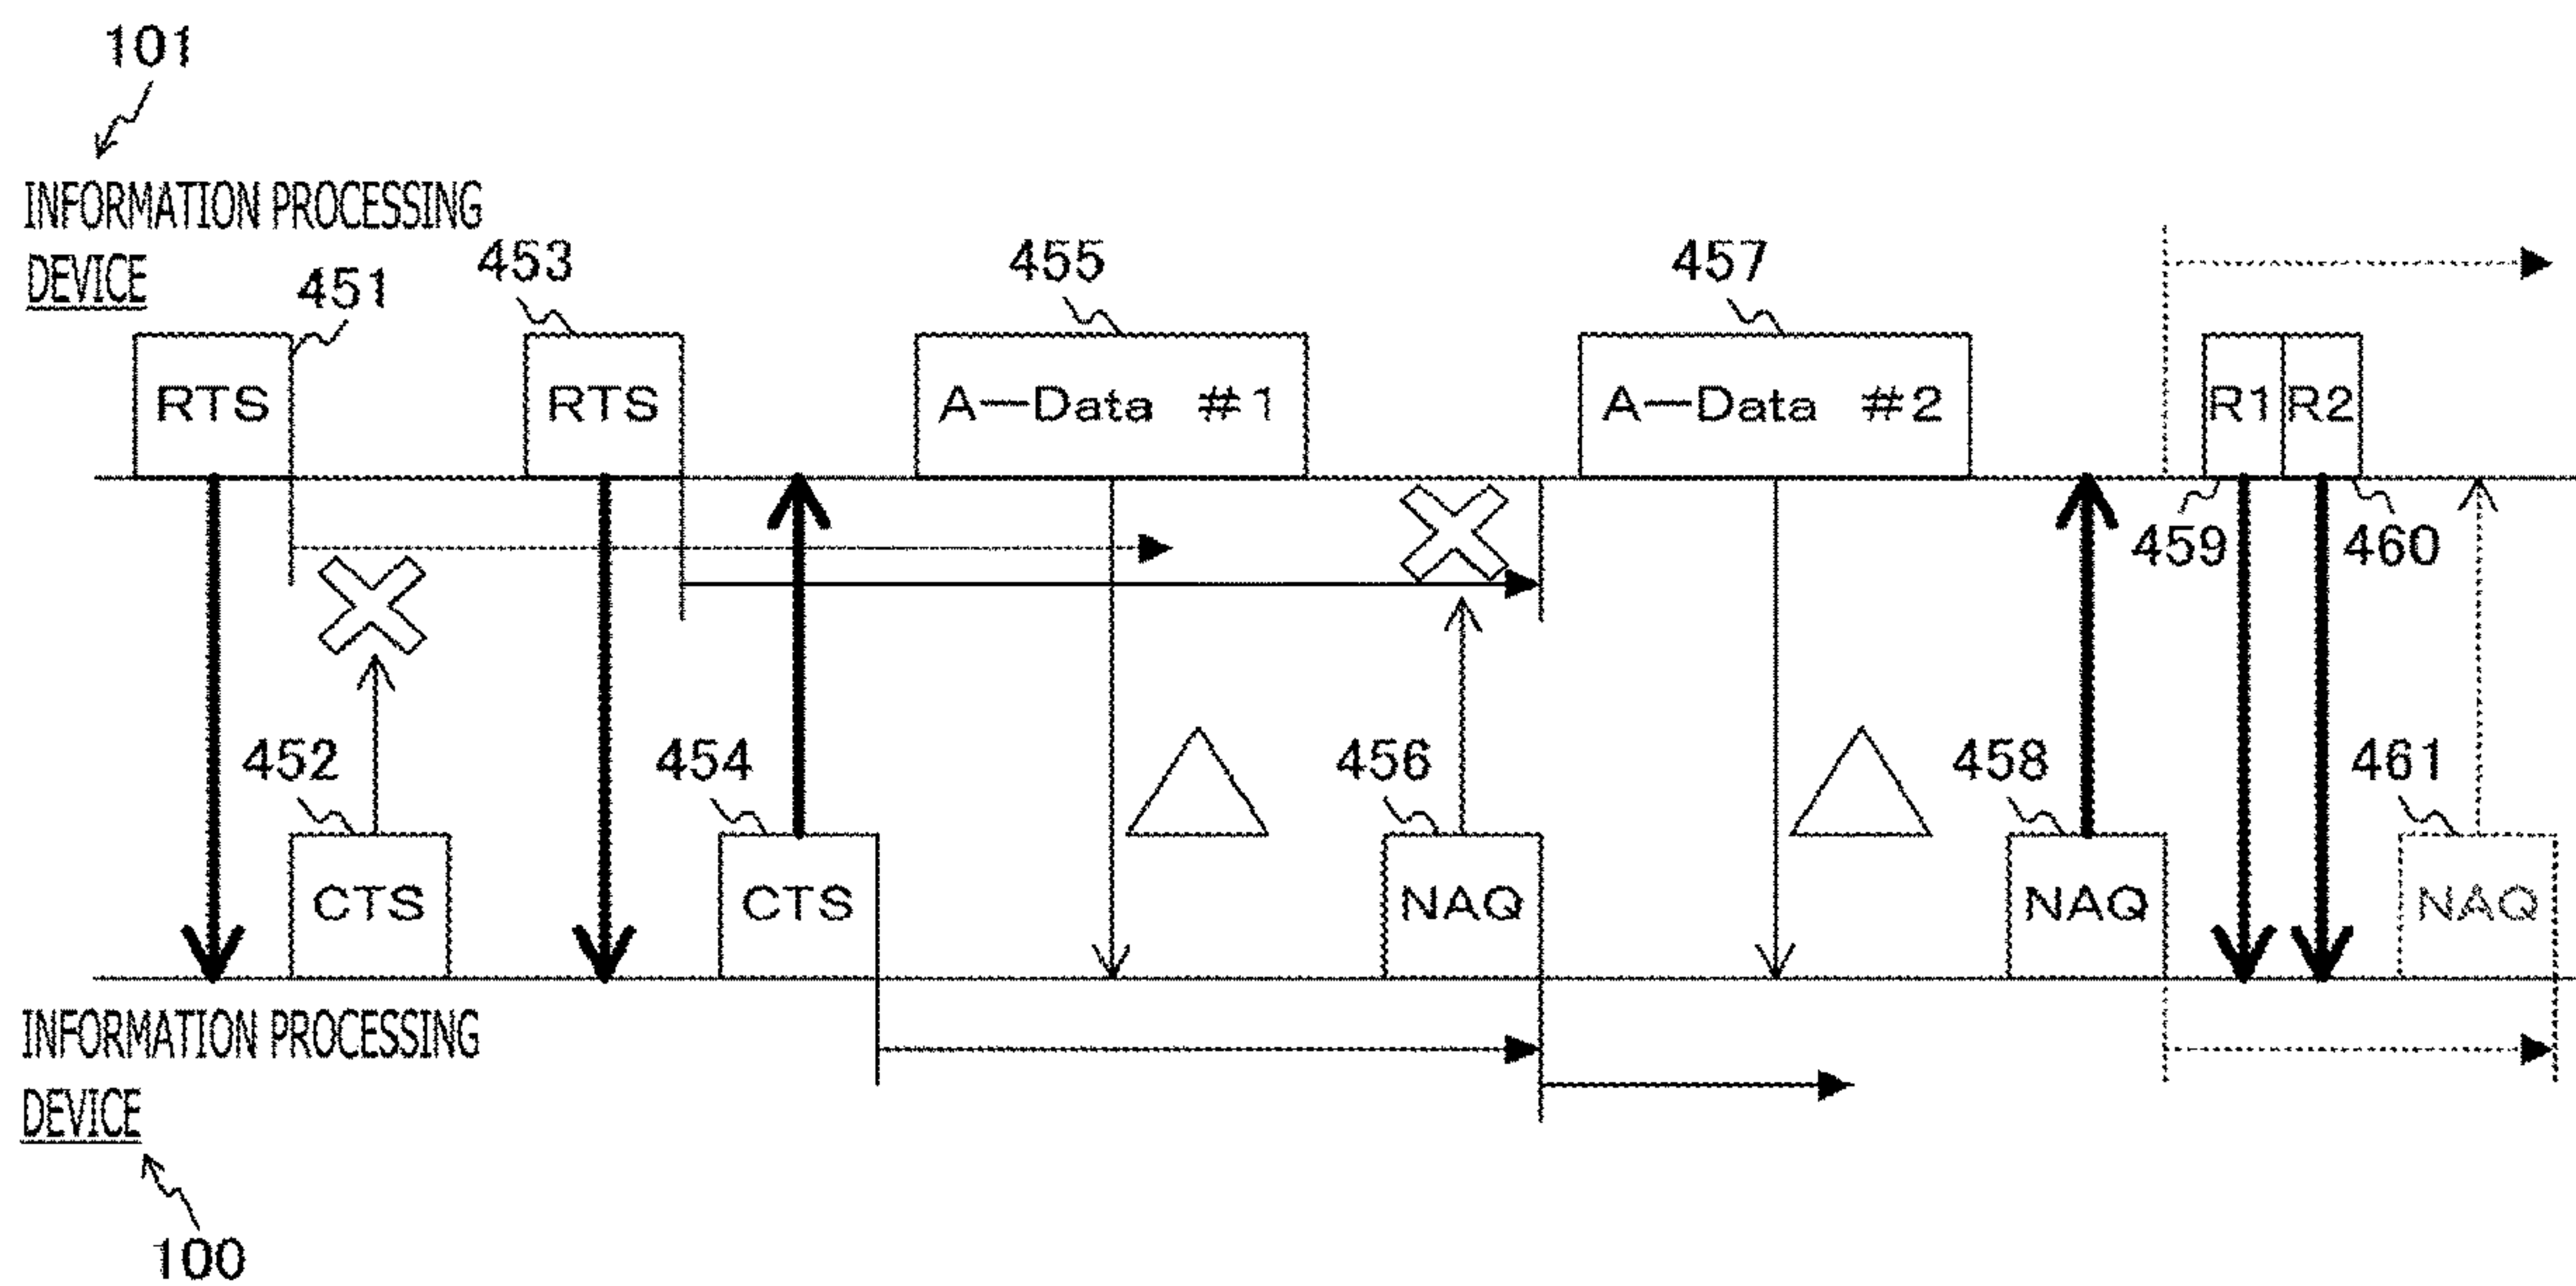 101
INFORMATION PROCESSING
DEVICE
451
453
455
457
RTS
RTS
A-Data #1
A-Data #2
R1
R2
459
460
452
454
456
458
461
CTS
CTS
NAQ
NAQ
NAQ
INFORMATION PROCESSING
DEVICE
100